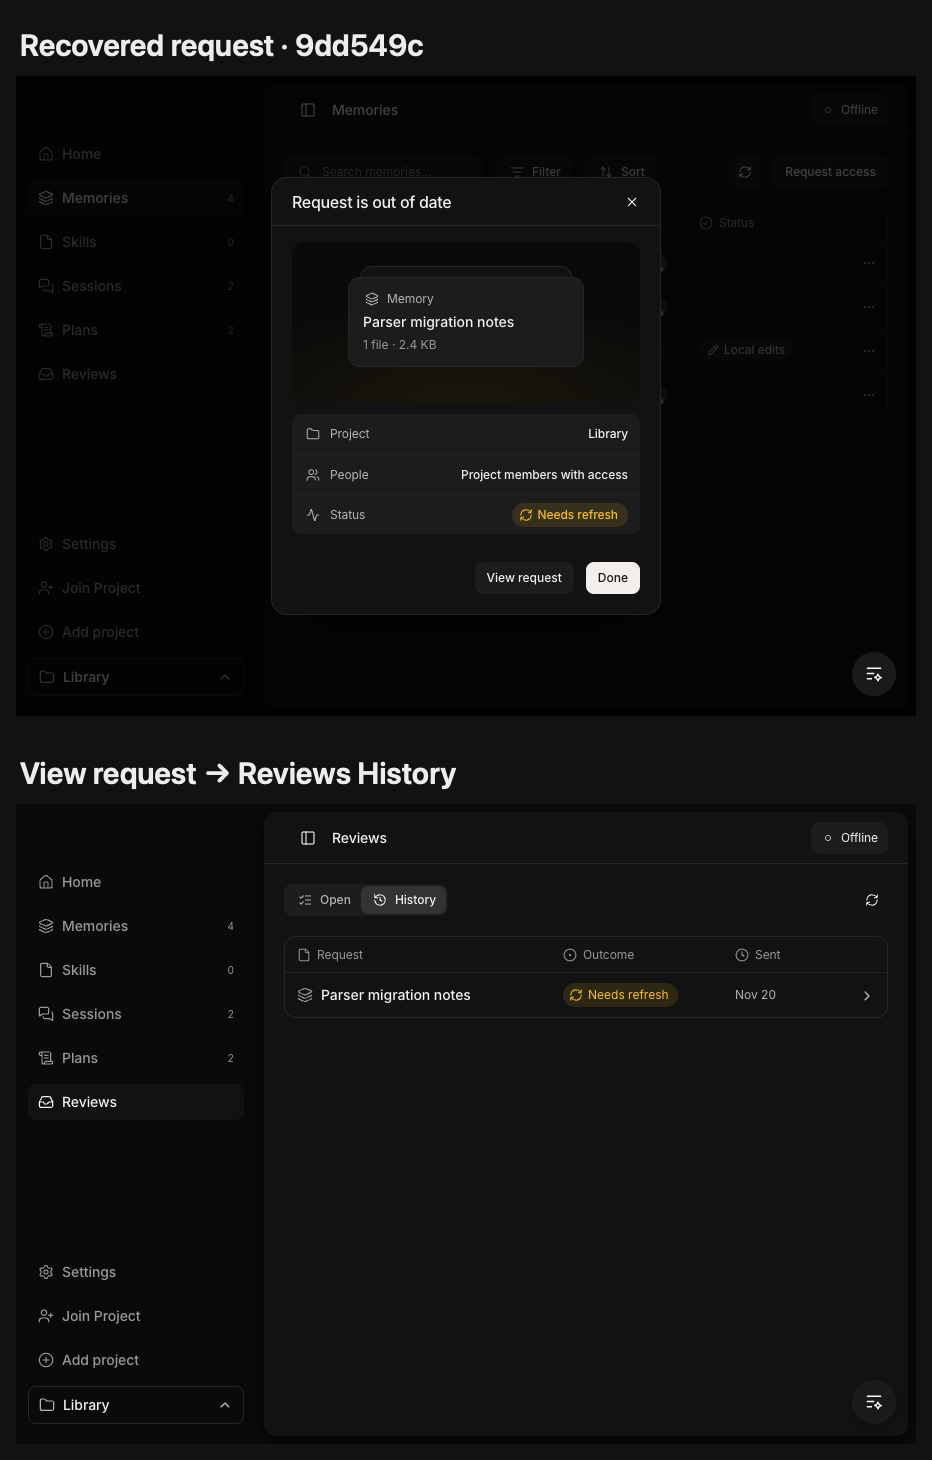 Recovered request · 9dd549c
Memories
Offline
Home
Memories 4
Skills 0
Sessions 2
Plans 2
Reviews
Settings
Join Project
Add project
Library
Search memories...
Filter
Sort
Request access
Status
Local edits
Request is out of date
Memory
Parser migration notes
1 file · 2.4 KB
Project Library
People Project members with access
Status Needs refresh
View request
Done
View request → Reviews History
Reviews
Offline
Home
Memories 4
Skills 0
Sessions 2
Plans 2
Reviews
Settings
Join Project
Add project
Library
Open
History
Request Outcome Sent
Parser migration notes Needs refresh Nov 20